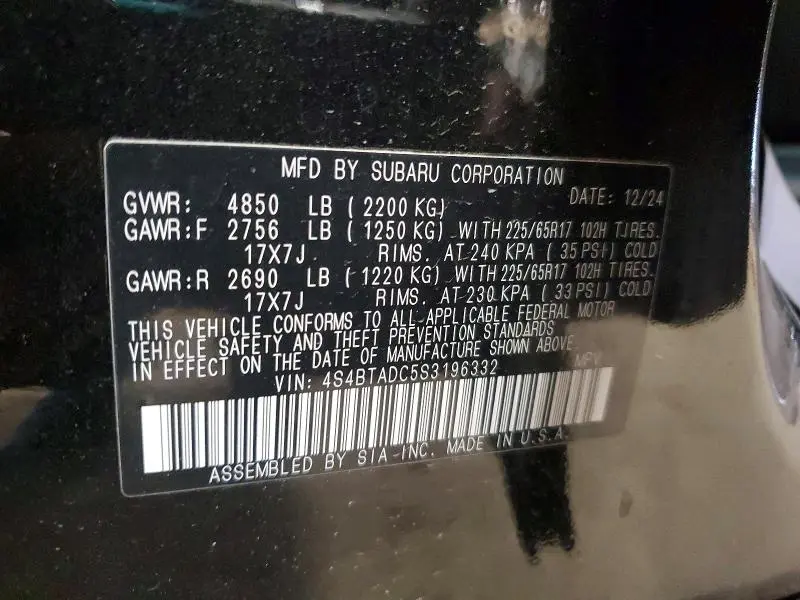 MFD BY SUBARU CORPORATION
DATE: 12/24
GVWR: 4850 LB (2200 KG)
GAWR:F 2756 LB (1250 KG) WITH 225/65R17 102H TIRES.
17X7J RIMS. AT 240 KPA ( 35 PSI) COLD
GAWR:R 2690 LB (1220 KG) WITH 225/65R17 102H TIRES.
17X7J RIMS. AT 230 KPA ( 33 PSI) COLD
THIS VEHICLE CONFORMS TO ALL APPLICABLE FEDERAL MOTOR
VEHICLE SAFETY AND THEFT PREVENTION STANDARDS
IN EFFECT ON THE DATE OF MANUFACTURE SHOWN ABOVE.
VIN: 4S4BTADC5S3196332 MPV
ASSEMBLED BY SIA-INC. MADE IN U.S.A.